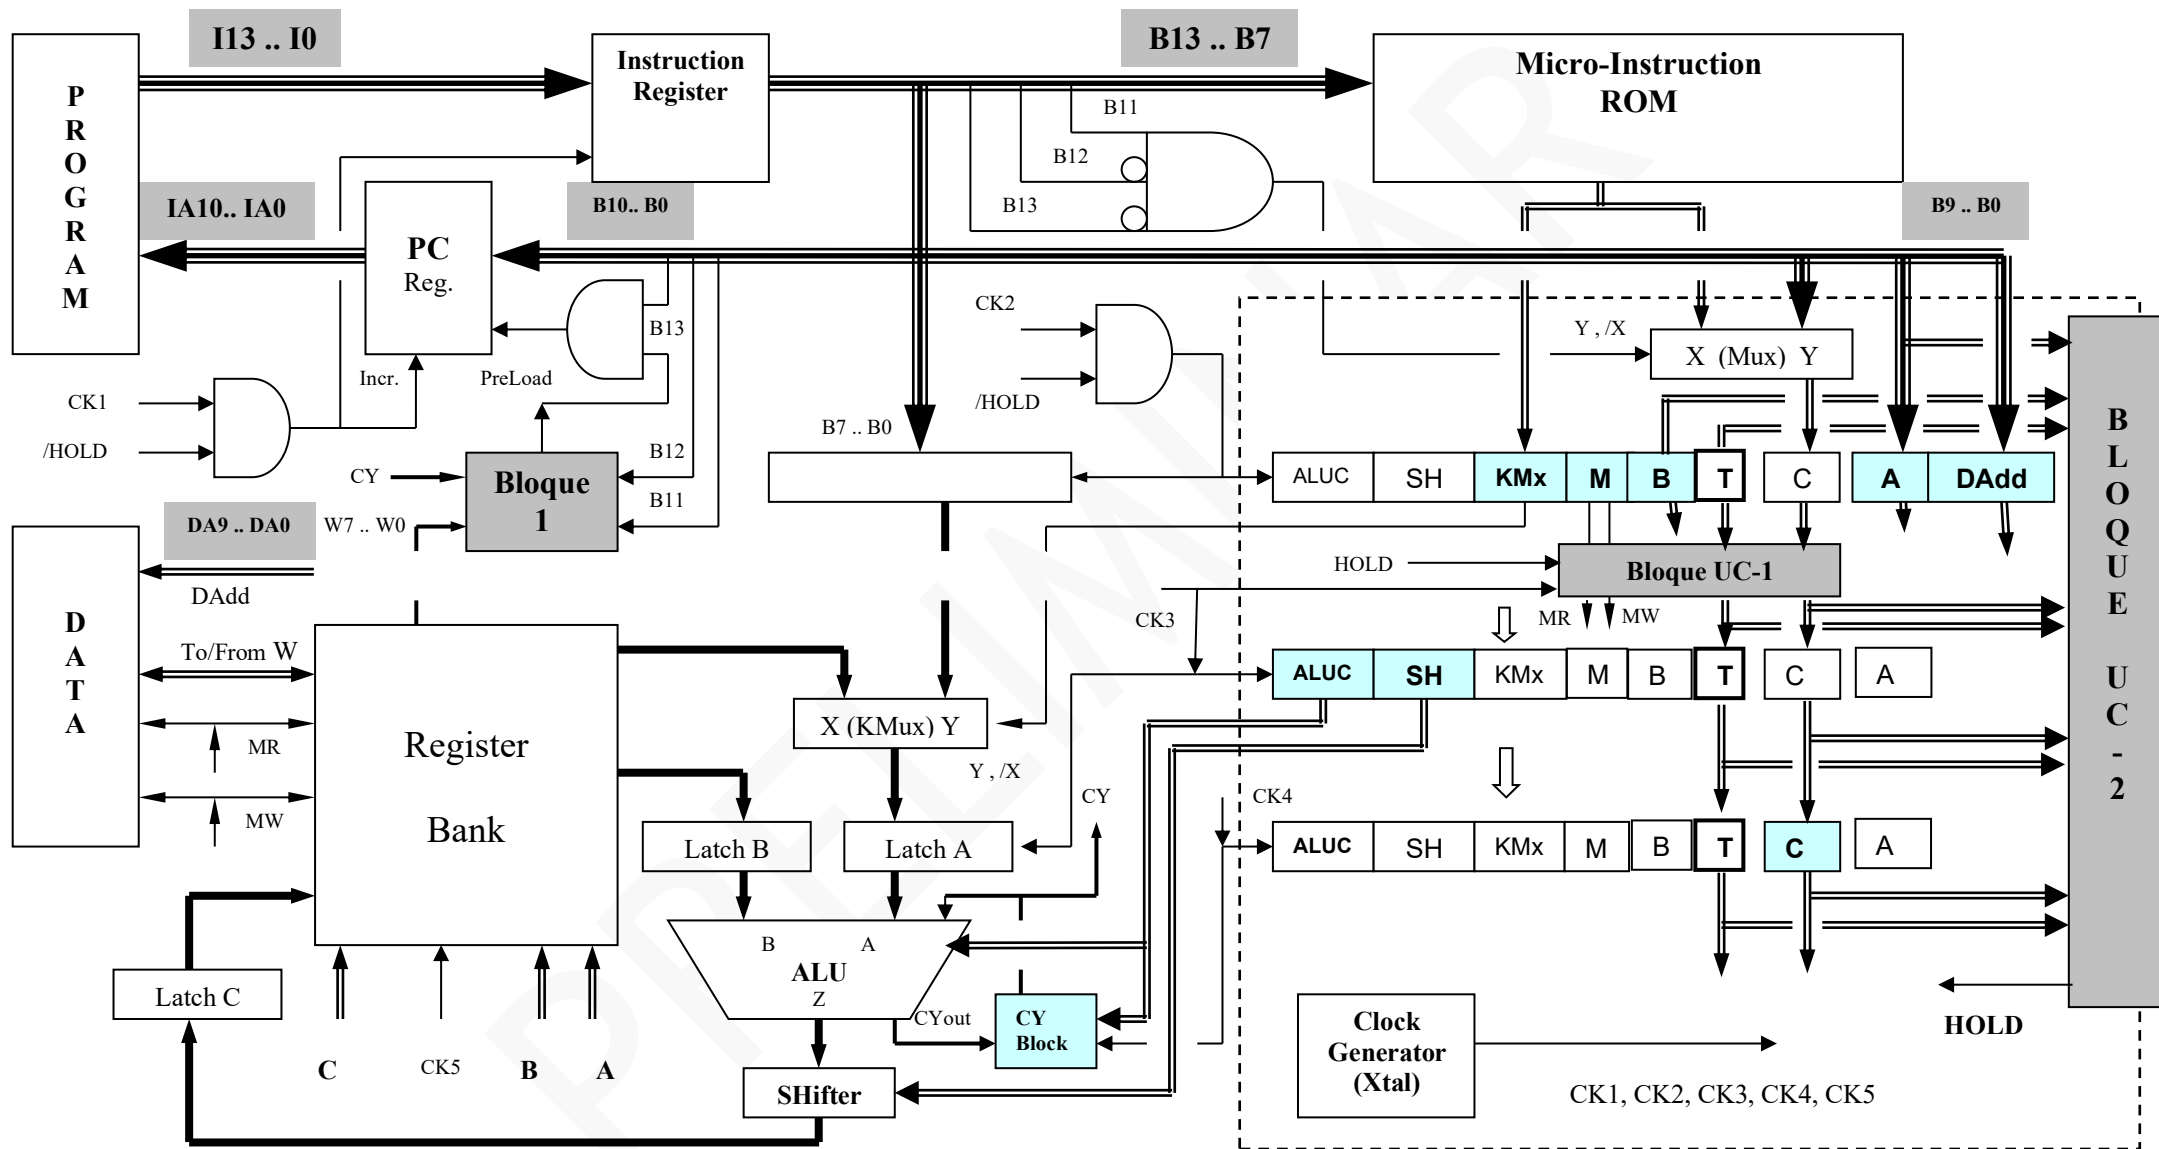 I13 .. I0
B13 .. B7
P
R
O
G
R
A
M
Instruction
Register
Micro-Instruction
ROM
B11
B12
B13
IA10.. IA0
B10.. B0
B9 .. B0
PC
Reg.
CK2
/HOLD
B13
Y , /X
X (Mux) Y
Incr.
PreLoad
CK1
/HOLD
B7 .. B0
B12
B11
CY
W7 .. W0
Bloque
1
ALUC
SH
KMx
M
B
T
C
A
DAdd
B
L
O
Q
U
E
U
C
-
2
DA9 .. DA0
DAdd
HOLD
Bloque UC-1
CK3
MR
MW
D
A
T
A
To/From W
MR
MW
Register
Bank
X (KMux) Y
Y , /X
ALUC
SH
KMx
M
B
T
C
A
CY
CK4
Latch B
Latch A
ALUC
SH
KMx
M
B
T
C
A
B
A
ALU
Z
CYout
CY
Block
Latch C
C
CK5
B
A
SHifter
Clock
Generator
(Xtal)
HOLD
CK1, CK2, CK3, CK4, CK5
PRELIMINAR